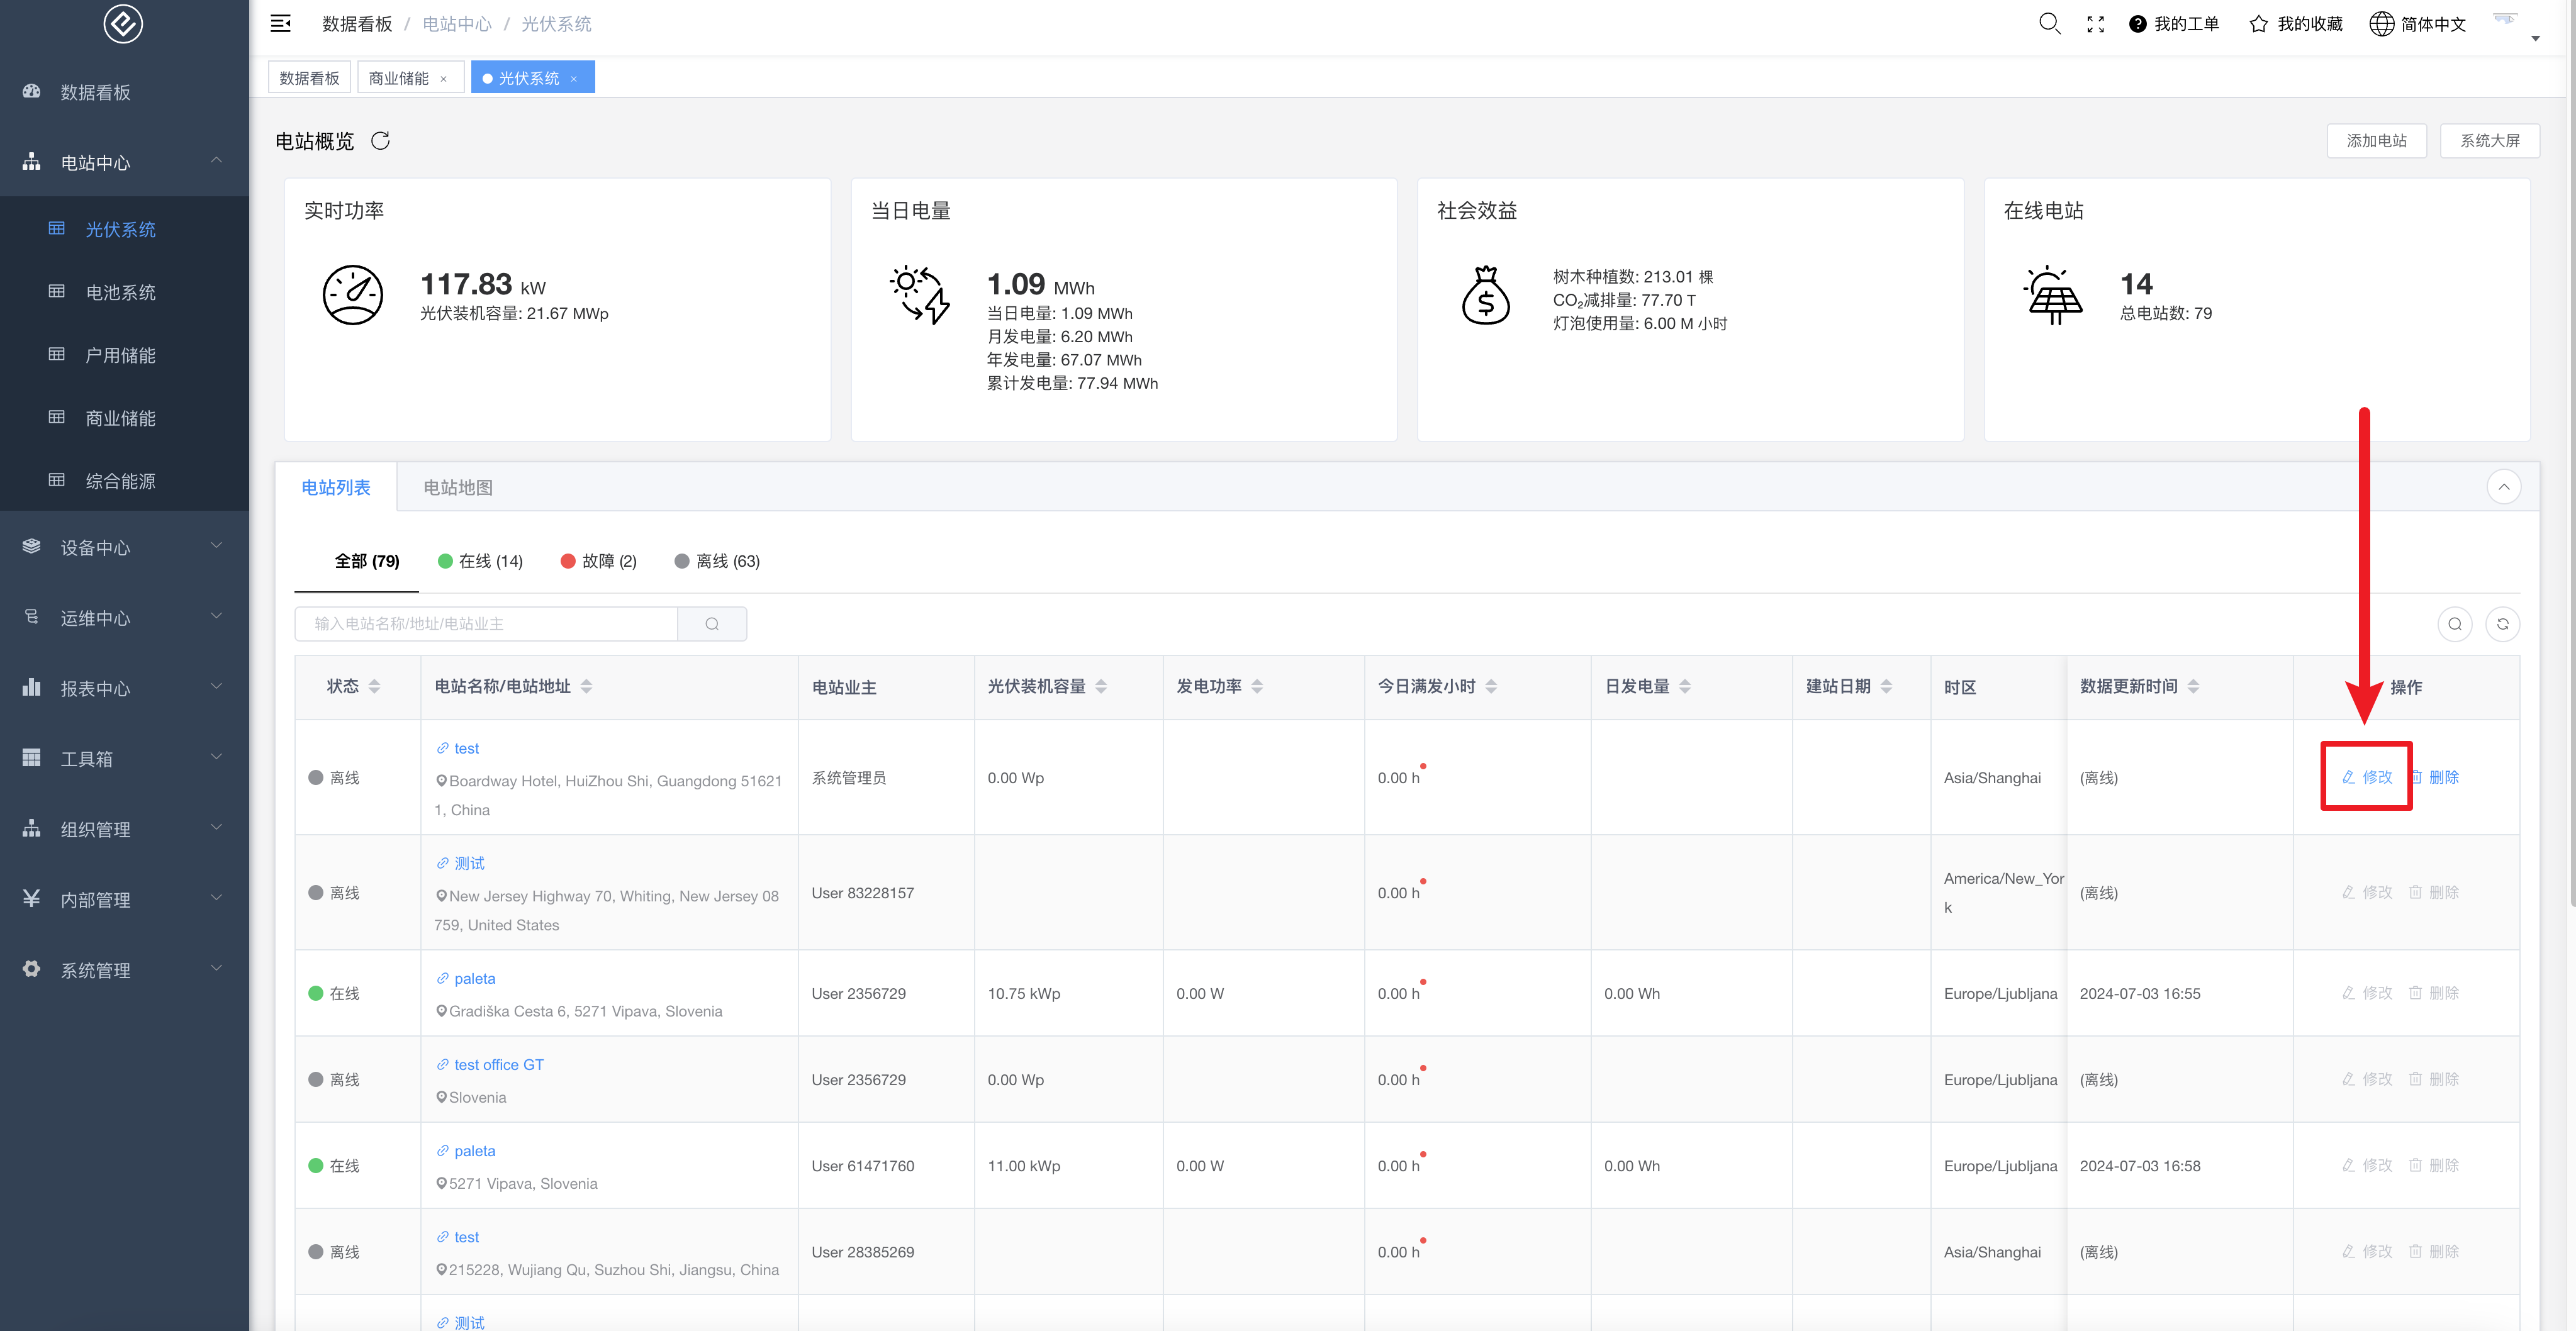 数据看板 / 电站中心 / 光伏系统
我的工单
我的收藏
简体中文
数据看板
商业储能 ×
光伏系统 ×
数据看板
电站中心
光伏系统
电池系统
户用储能
商业储能
综合能源
设备中心
运维中心
报表中心
工具箱
组织管理
内部管理
系统管理
电站概览
添加电站
系统大屏
实时功率
117.83 kW
光伏装机容量: 21.67 MWp
当日电量
1.09 MWh
当日电量: 1.09 MWh
月发电量: 6.20 MWh
年发电量: 67.07 MWh
累计发电量: 77.94 MWh
社会效益
树木种植数: 213.01 棵
CO₂减排量: 77.70 T
灯泡使用量: 6.00 M 小时
在线电站
14
总电站数: 79
电站列表
电站地图
全部 (79)
在线 (14)
故障 (2)
离线 (63)
输入电站名称/地址/电站业主
状态 电站名称/电站地址 电站业主 光伏装机容量 发电功率 今日满发小时 日发电量 建站日期 时区 数据更新时间 操作
离线
test
Boardway Hotel, HuiZhou Shi, Guangdong 51621
1, China
系统管理员
0.00 Wp
0.00 h
Asia/Shanghai
(离线)
修改 删除
离线
测试
New Jersey Highway 70, Whiting, New Jersey 08
759, United States
User 83228157
0.00 h
America/New_Yor
k
(离线)
修改 删除
在线
paleta
Gradiška Cesta 6, 5271 Vipava, Slovenia
User 2356729
10.75 kWp
0.00 W
0.00 h
0.00 Wh
Europe/Ljubljana
2024-07-03 16:55
修改 删除
离线
test office GT
Slovenia
User 2356729
0.00 Wp
0.00 h
Europe/Ljubljana
(离线)
修改 删除
在线
paleta
5271 Vipava, Slovenia
User 61471760
11.00 kWp
0.00 W
0.00 h
0.00 Wh
Europe/Ljubljana
2024-07-03 16:58
修改 删除
离线
test
215228, Wujiang Qu, Suzhou Shi, Jiangsu, China
User 28385269
0.00 h
Asia/Shanghai
(离线)
修改 删除
测试